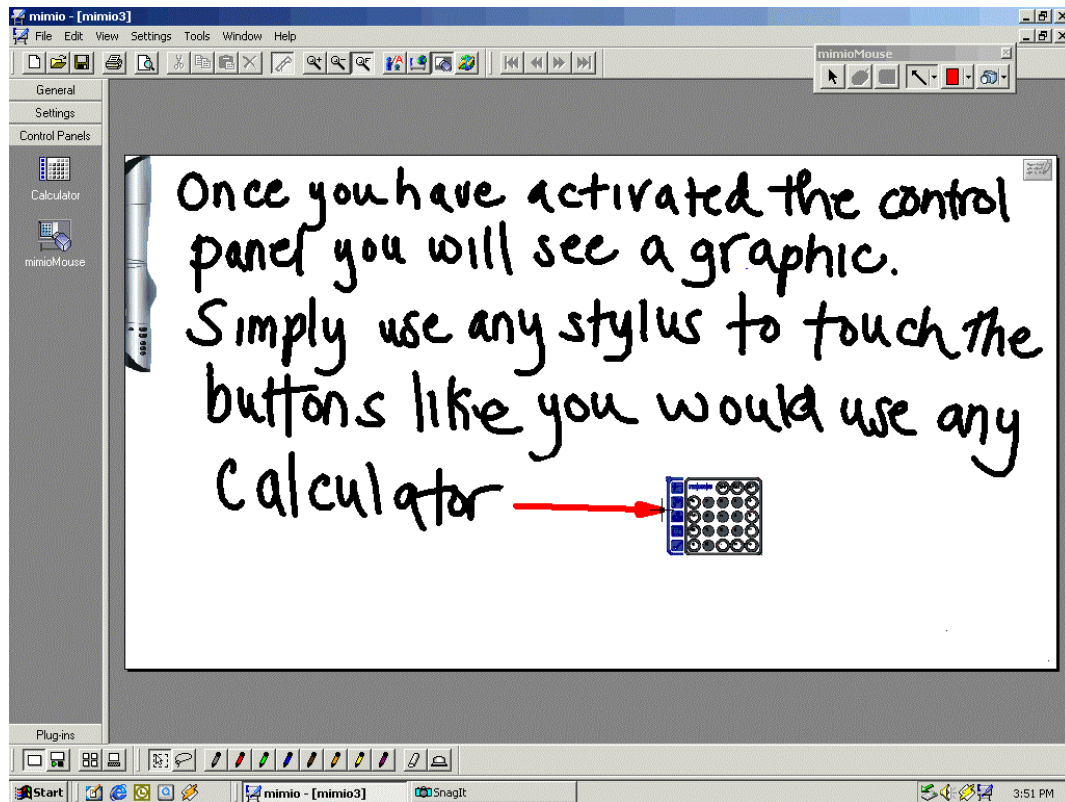 mimio - [mimio3]
File Edit View Settings Tools Window Help
mimioMouse
General
Settings
Control Panels
Calculator
mimioMouse
Once you have activated the control
panel you will see a graphic.
Simply use any stylus to touch the
buttons like you would use any
Calculator
Plug-ins
Start mimio - [mimio3] SnagIt 3:51 PM